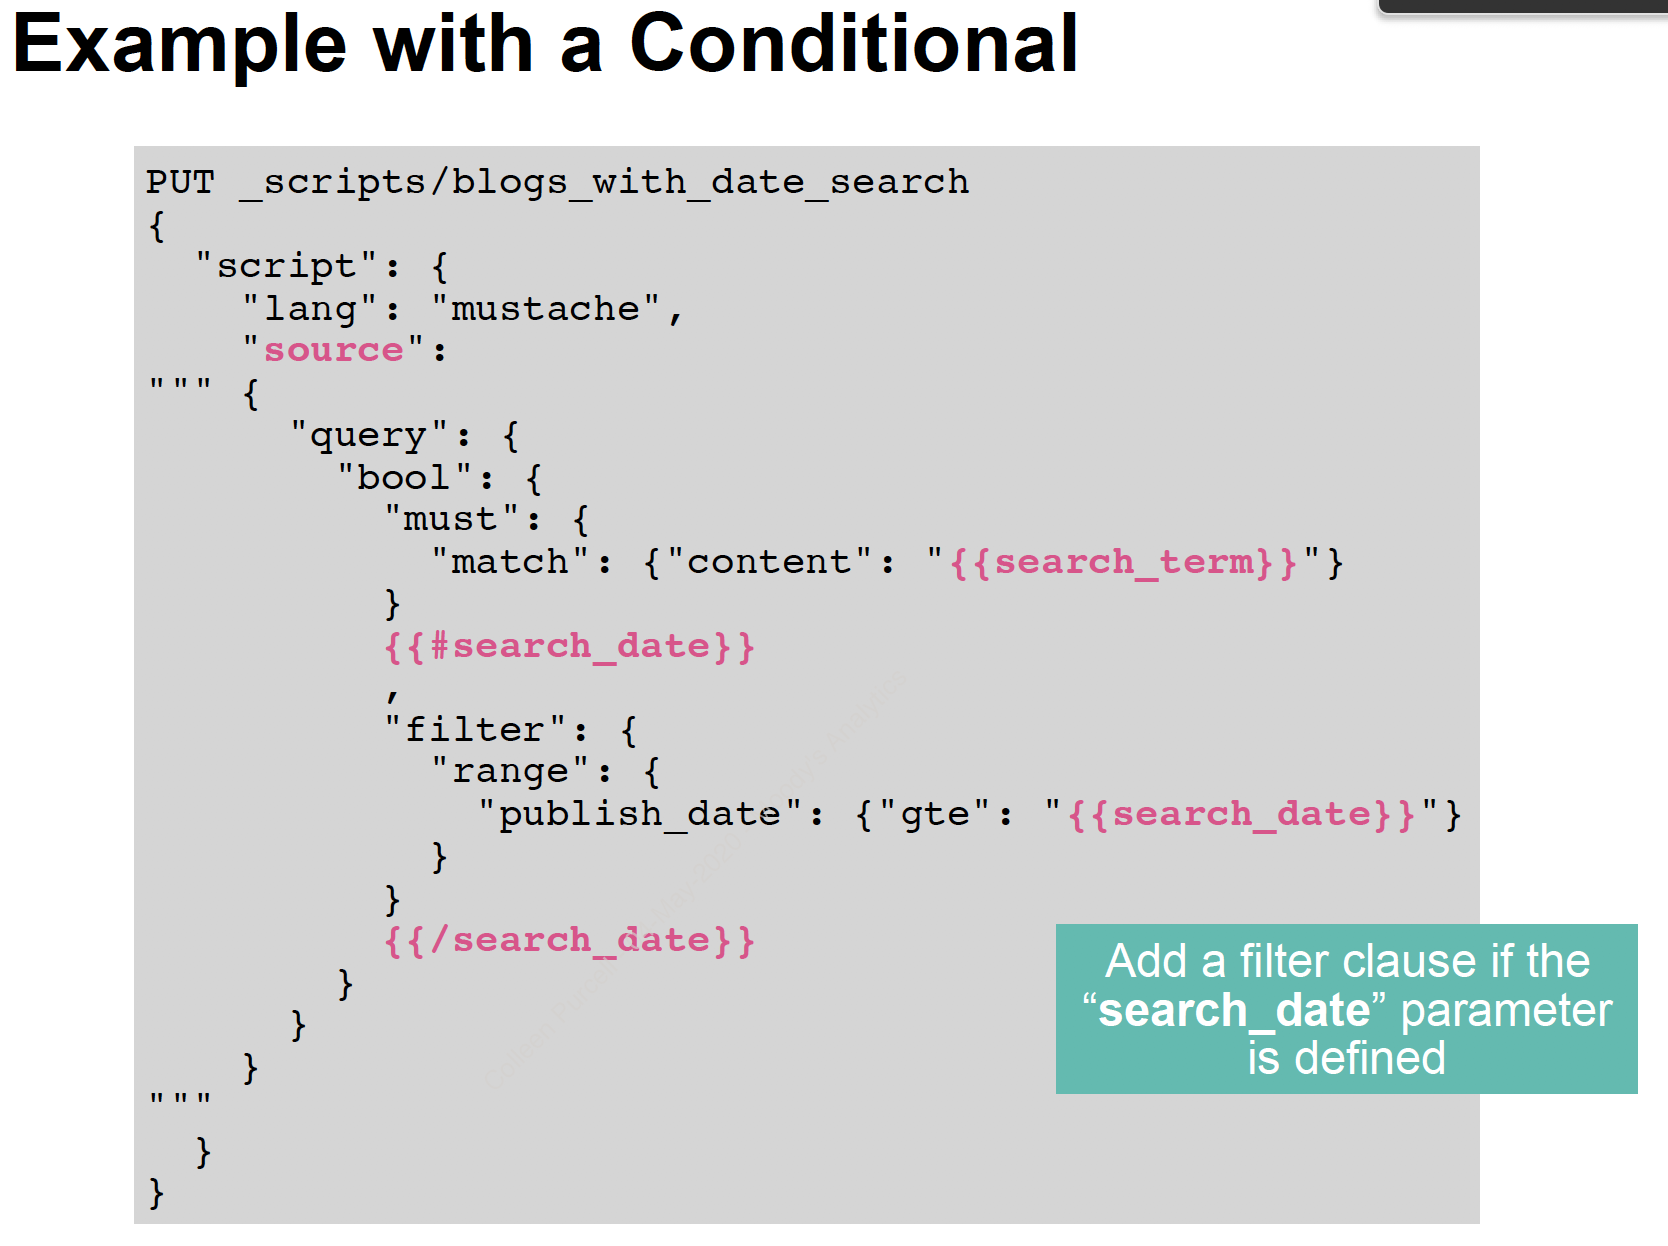 Example with a Conditional
PUT _scripts/blogs_with_date_search
{
  "script": {
    "lang": "mustache",
    "source":
""" {
      "query": {
        "bool": {
          "must": {
            "match": {"content": "{{search_term}}"}
          }
          {{#search_date}}
          ,
          "filter": {
            "range": {
              "publish_date": {"gte": "{{search_date}}"}
            }
          }
          {{/search_date}}
        }
      }
    }
"""
  }
}
Add a filter clause if the
“search_date” parameter
is defined